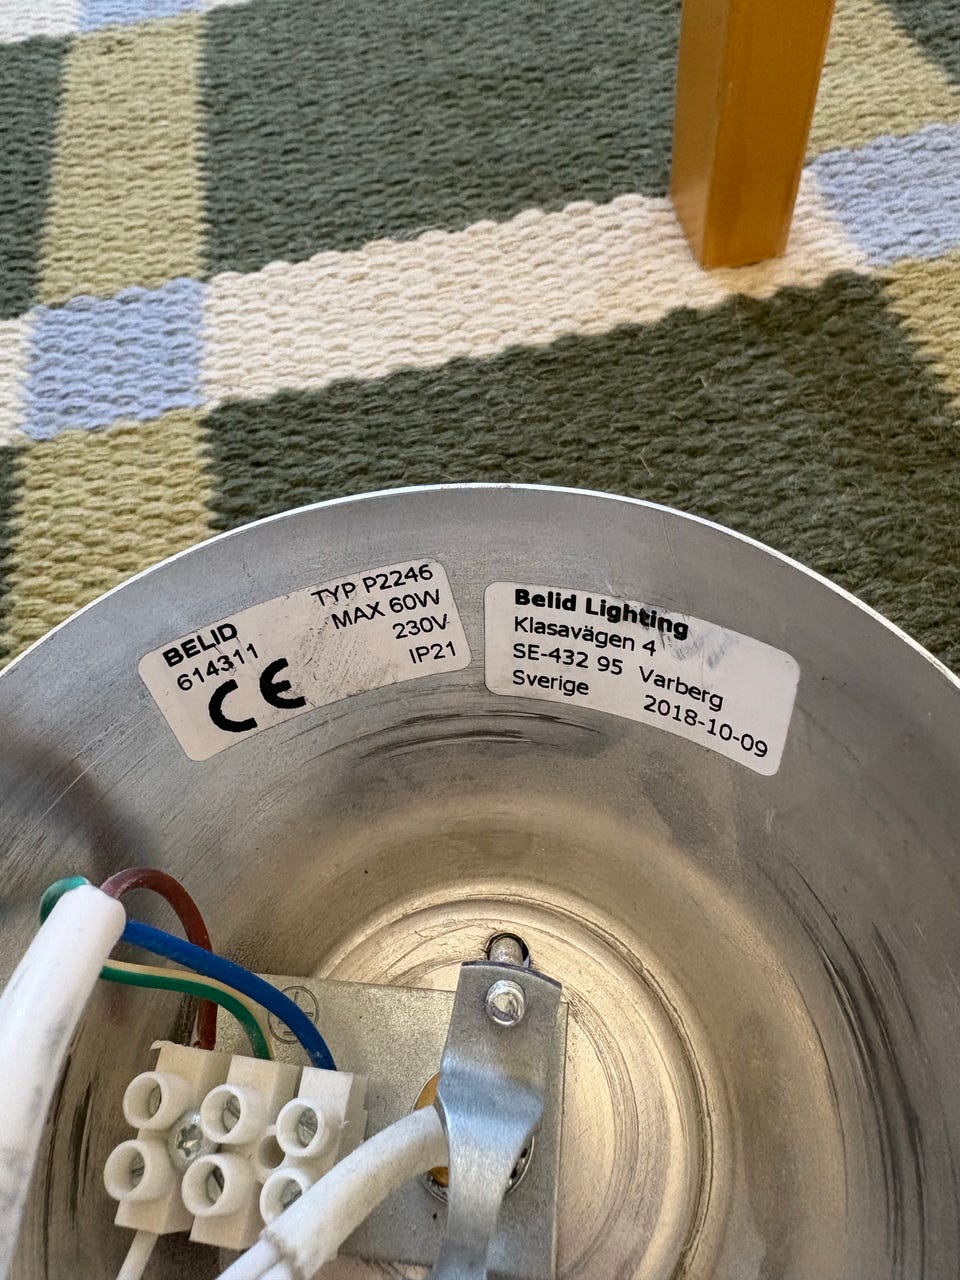 BELID
614311
CE
TYP P2246
MAX 60W
230V
IP21
Belid Lighting
Klasavägen 4
SE-432 95 Varberg
Sverige 2018-10-09